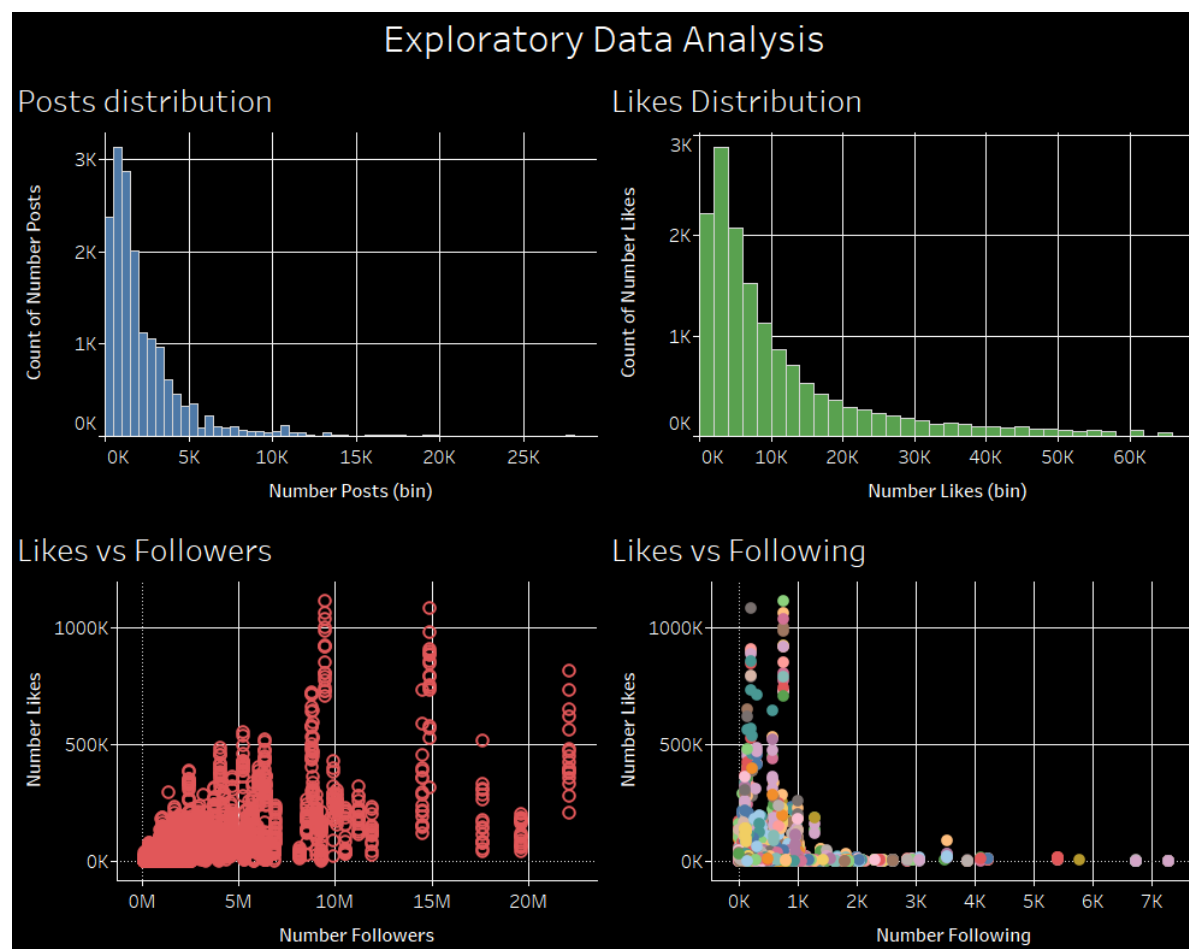 Exploratory Data Analysis
Posts distribution
Count of Number Posts
3K
2K
1K
0K
0K 5K 10K 15K 20K 25K
Number Posts (bin)
Likes Distribution
Count of Number Likes
3K
2K
1K
0K
0K 10K 20K 30K 40K 50K 60K
Number Likes (bin)
Likes vs Followers
Number Likes
1000K
500K
0K
0M 5M 10M 15M 20M
Number Followers
Likes vs Following
Number Likes
1000K
500K
0K
0K 1K 2K 3K 4K 5K 6K 7K
Number Following